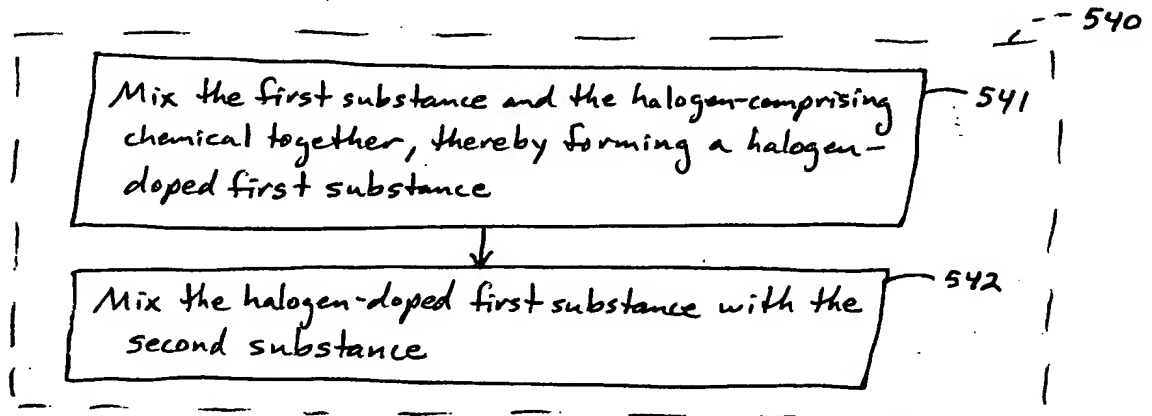 540
Mix the first substance and the halogen-comprising
chemical together, thereby forming a halogen-
doped first substance
541
Mix the halogen-doped first substance with the
second substance
542